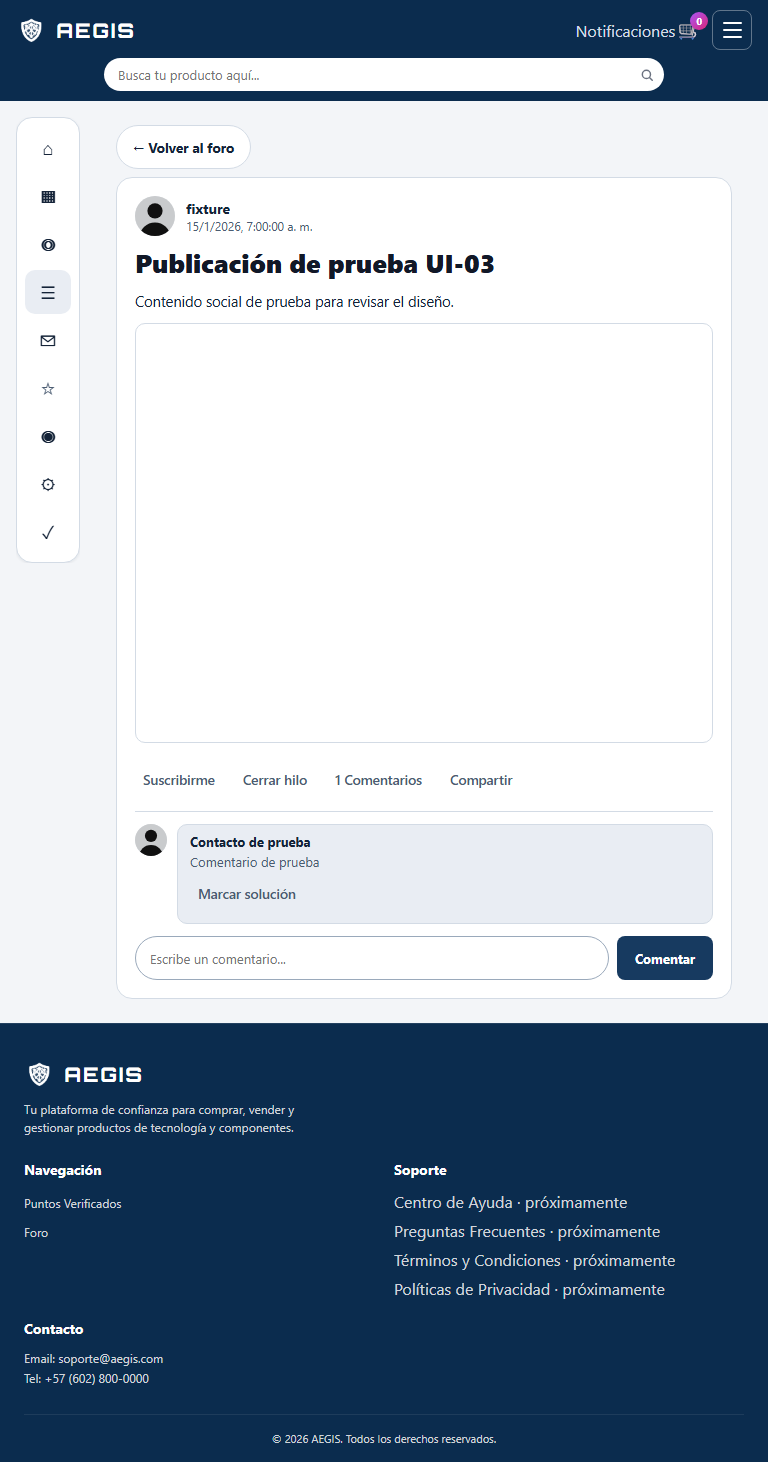 AEGIS
Notificaciones
0
Busca tu producto aquí...
← Volver al foro
fixture
15/1/2026, 7:00:00 a. m.
Publicación de prueba UI-03
Contenido social de prueba para revisar el diseño.
Suscribirme Cerrar hilo 1 Comentarios Compartir
Contacto de prueba
Comentario de prueba
Marcar solución
Escribe un comentario...
Comentar
AEGIS
Tu plataforma de confianza para comprar, vender y
gestionar productos de tecnología y componentes.
Navegación
Puntos Verificados
Foro
Soporte
Centro de Ayuda · próximamente
Preguntas Frecuentes · próximamente
Términos y Condiciones · próximamente
Políticas de Privacidad · próximamente
Contacto
Email: soporte@aegis.com
Tel: +57 (602) 800-0000
© 2026 AEGIS. Todos los derechos reservados.